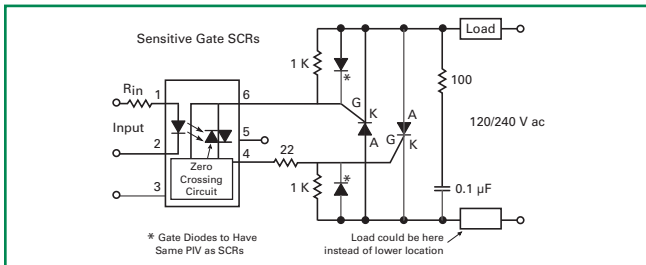 Sensitive Gate SCRs
Load
1 K
*
100
Rin
1
6
G
K
A
120/240 V ac
Input
5
A
G
K
2
4
22
Zero
Crossing
Circuit
1 K
*
0.1 µF
3
* Gate Diodes to Have
Same PIV as SCRs
Load could be here
instead of lower location